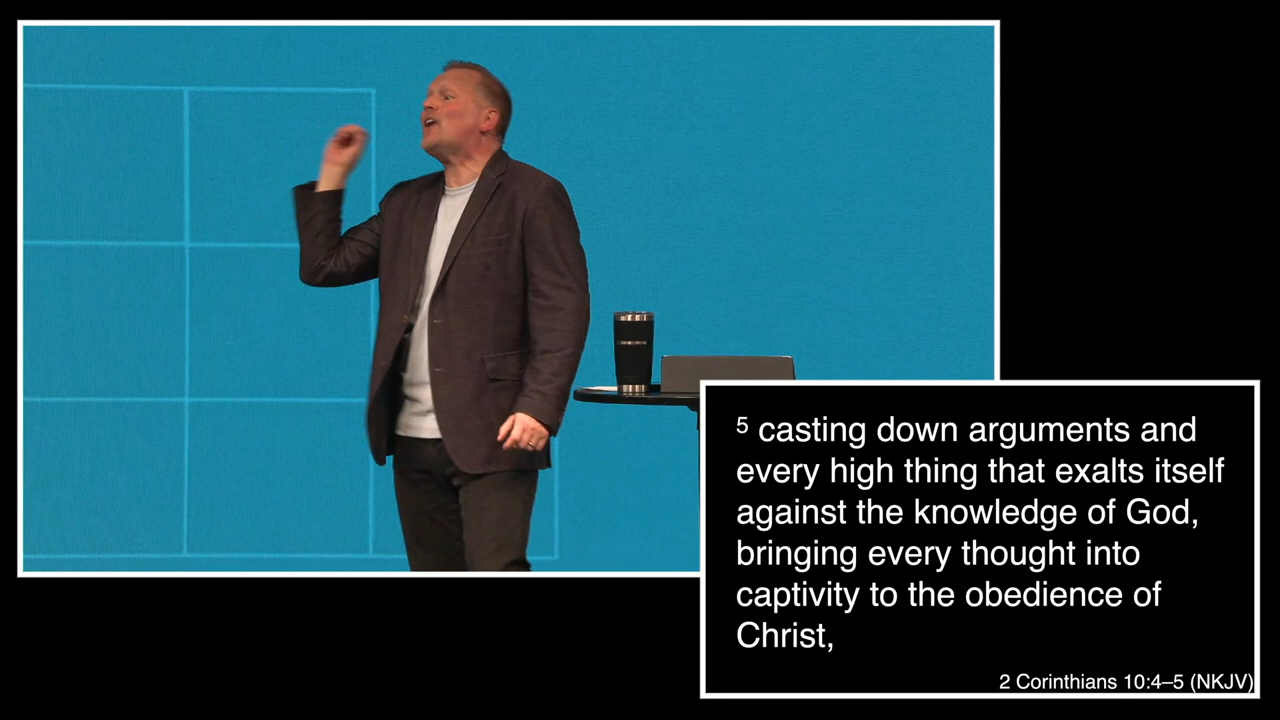 ⁵ casting down arguments and
every high thing that exalts itself
against the knowledge of God,
bringing every thought into
captivity to the obedience of
Christ,
2 Corinthians 10:4–5 (NKJV)